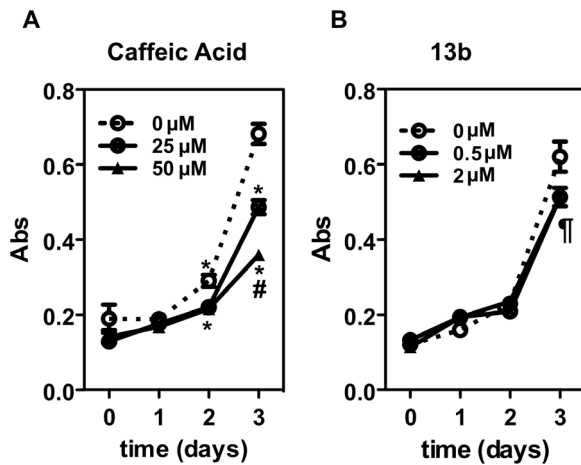 A
Caffeic Acid
0.8
0.6
0.4
0.2
0.0
Abs
0 µM
25 µM
50 µM
*
*
*
*
#
0 1 2 3
time (days)
B
13b
0.8
0.6
0.4
0.2
0.0
Abs
0 µM
0.5 µM
2 µM
¶
0 1 2 3
time (days)